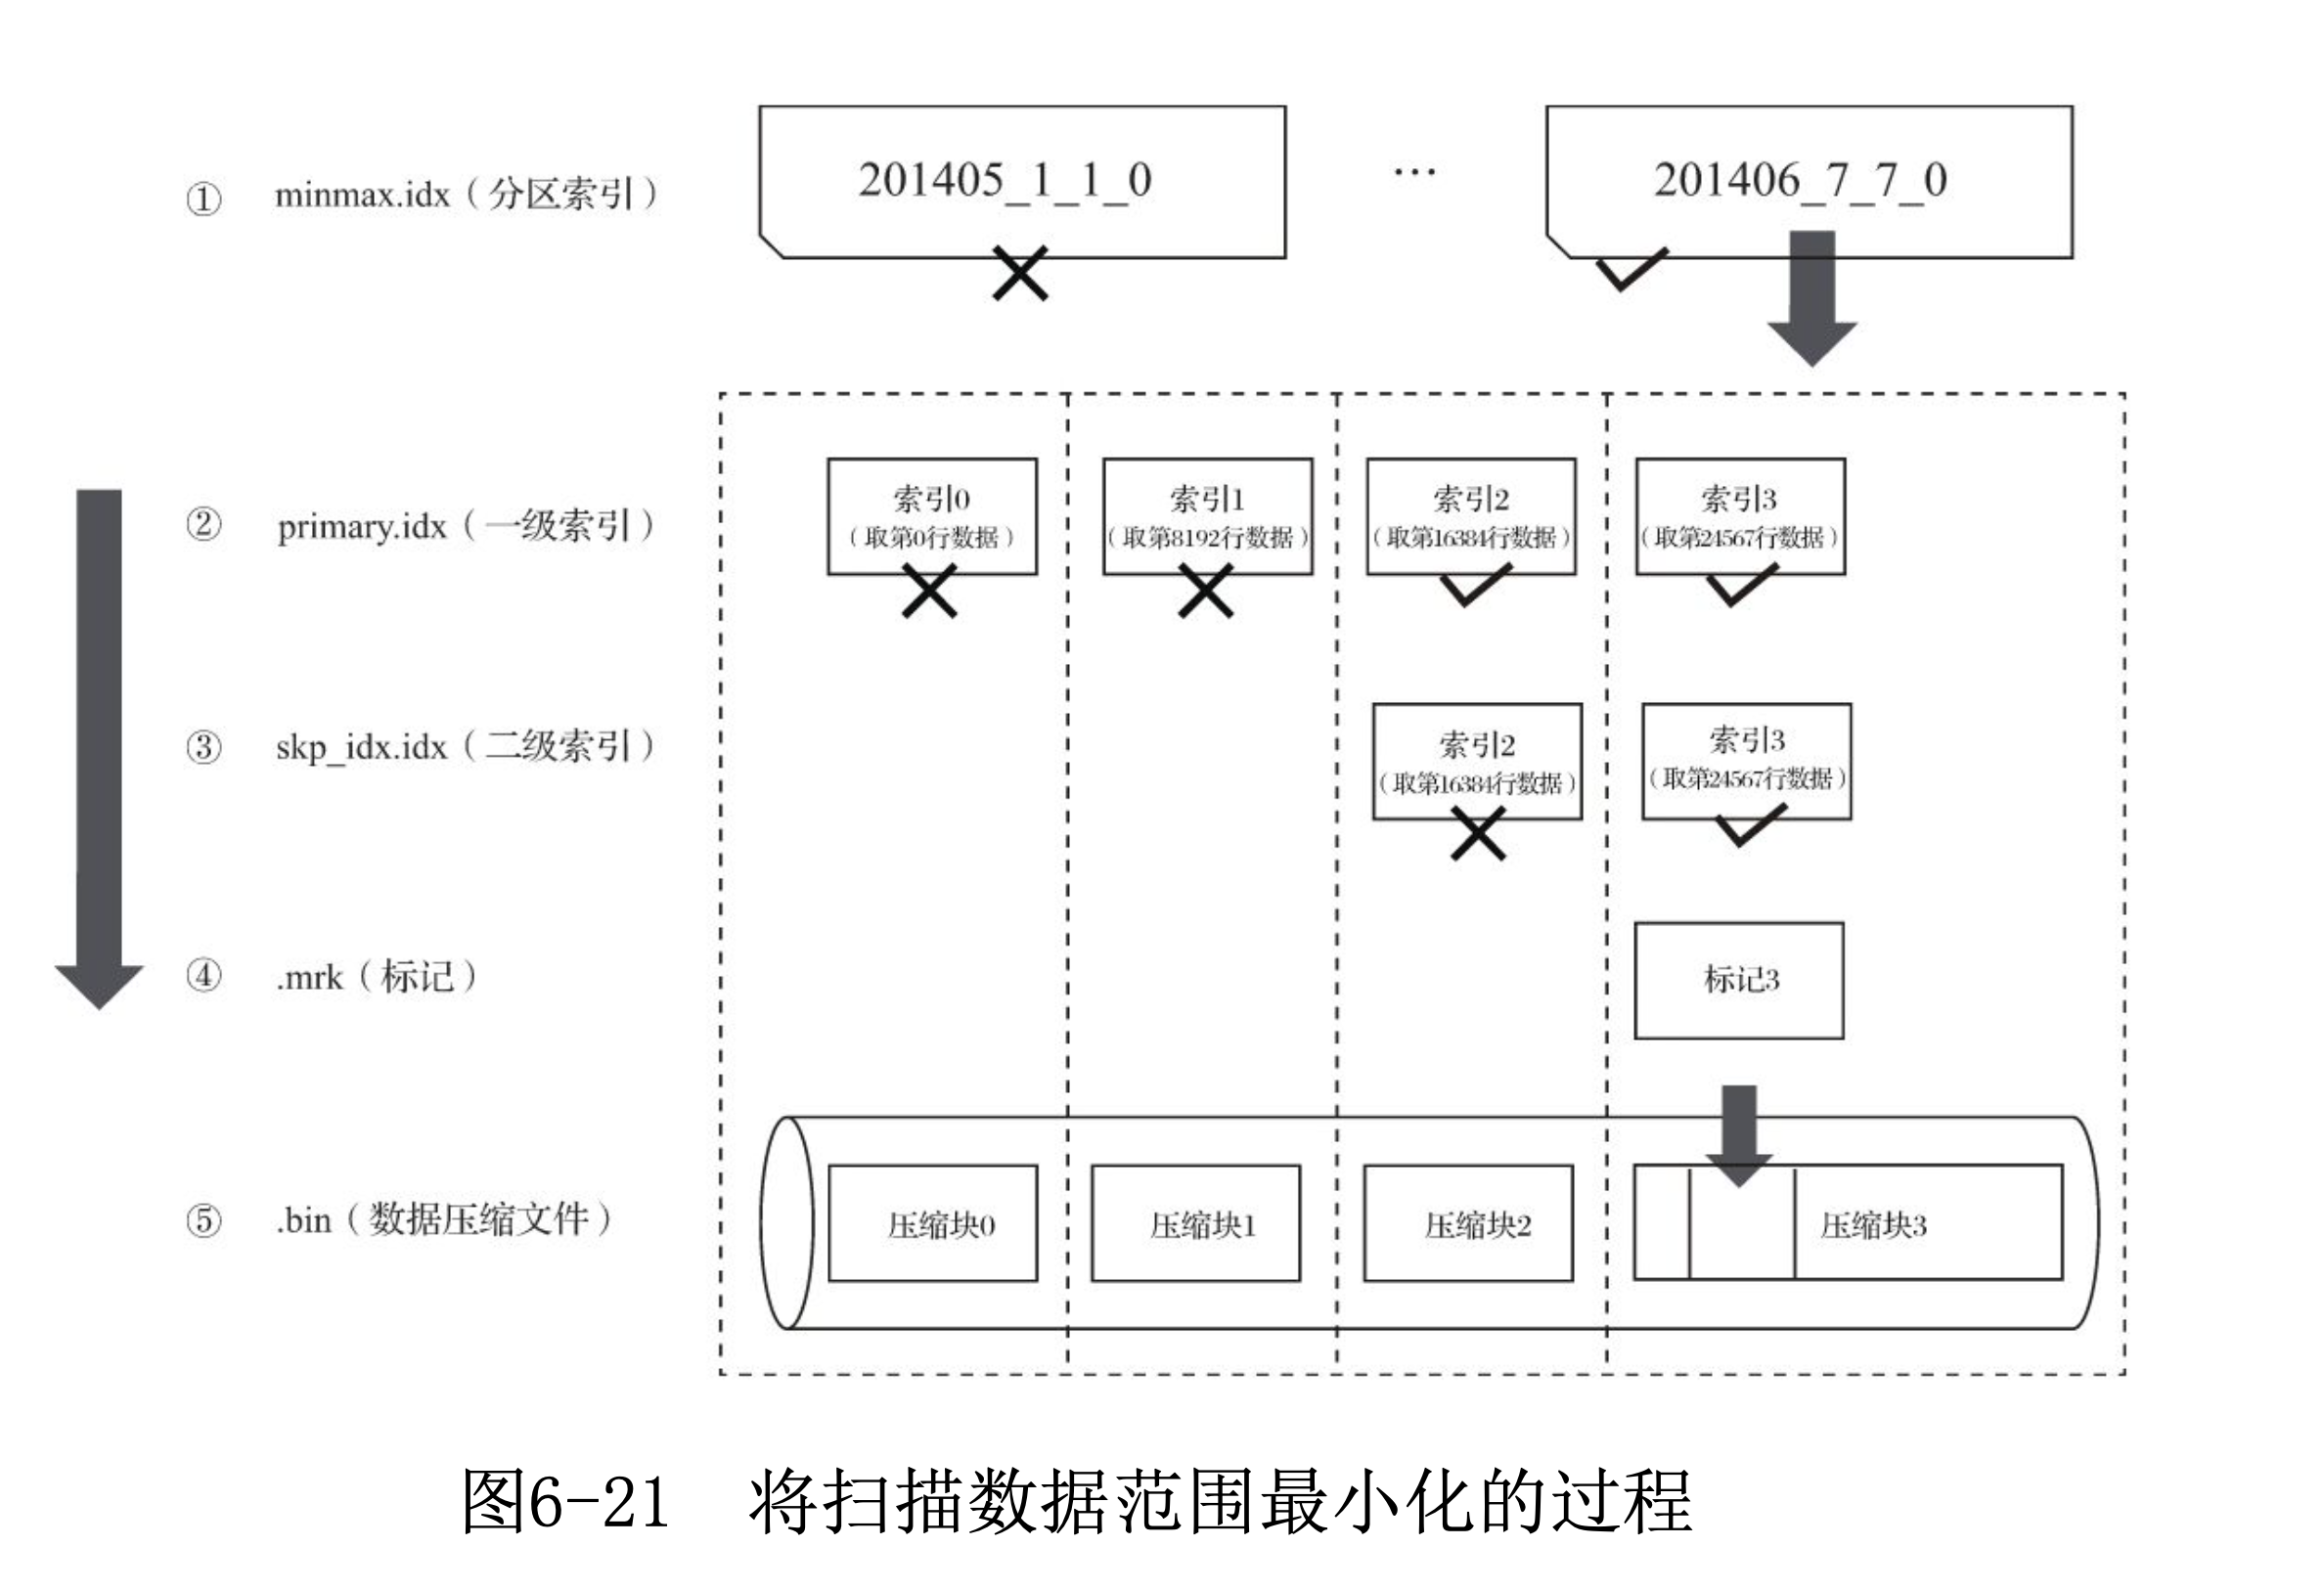 ① minmax.idx（分区索引） 201405_1_1_0 … 201406_7_7_0
② primary.idx（一级索引）
索引0
（取第0行数据）
索引1
（取第8192行数据）
索引2
（取第16384行数据）
索引3
（取第24567行数据）
③ skp_idx.idx（二级索引）
索引2
（取第16384行数据）
索引3
（取第24567行数据）
④ .mrk（标记） 标记3
⑤ .bin（数据压缩文件） 压缩块0 压缩块1 压缩块2 压缩块3
图6-21 将扫描数据范围最小化的过程